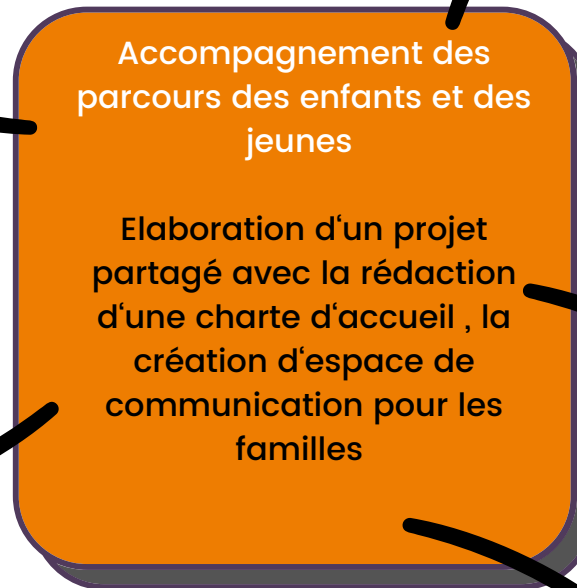 Accompagnement des
parcours des enfants et des
jeunes
Elaboration d‘un projet
partagé avec la rédaction
d‘une charte d‘accueil , la
création d‘espace de
communication pour les
familles